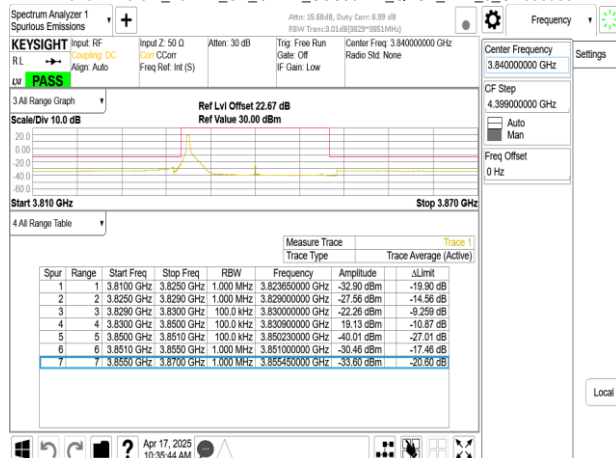 Spectrum Analyzer 1
Spurious Emissions
Attn: 15.68dB, Duty Corr: 6.99 dB
RBW Trans:3.01dB(3829~3851MHz)
Frequency
KEYSIGHT
RL
LXI
PASS
Input: RF
Coupling: DC
Align: Auto
Input Z: 50 Ω
Corr CCorr
Freq Ref: Int (S)
Atten: 30 dB
Trig: Free Run
Gate: Off
IF Gain: Low
Center Freq: 3.840000000 GHz
Radio Std: None
Center Frequency
3.840000000 GHz
Settings
CF Step
4.399000000 GHz
Auto
Man
Freq Offset
0 Hz
Local
3 All Range Graph
Scale/Div 10.0 dB
Ref Lvl Offset 22.67 dB
Ref Value 30.00 dBm
20.0
0.00
-20.0
-40.0
-60.0
Start 3.810 GHz
Stop 3.870 GHz
4 All Range Table
Measure Trace Trace 1
Trace Type Trace Average (Active)
Spur Range Start Freq Stop Freq RBW Frequency Amplitude ΔLimit
1 1 3.8100 GHz 3.8250 GHz 1.000 MHz 3.823650000 GHz -32.90 dBm -19.90 dB
2 2 3.8250 GHz 3.8290 GHz 1.000 MHz 3.829000000 GHz -27.56 dBm -14.56 dB
3 3 3.8290 GHz 3.8300 GHz 100.0 kHz 3.830000000 GHz -22.26 dBm -9.259 dB
4 4 3.8300 GHz 3.8500 GHz 100.0 kHz 3.830900000 GHz 19.13 dBm -10.87 dB
5 5 3.8500 GHz 3.8510 GHz 100.0 kHz 3.850230000 GHz -40.01 dBm -27.01 dB
6 6 3.8510 GHz 3.8550 GHz 1.000 MHz 3.851000000 GHz -30.46 dBm -17.46 dB
7 7 3.8550 GHz 3.8700 GHz 1.000 MHz 3.855450000 GHz -33.60 dBm -20.60 dB
Apr 17, 2025
10:35:44 AM